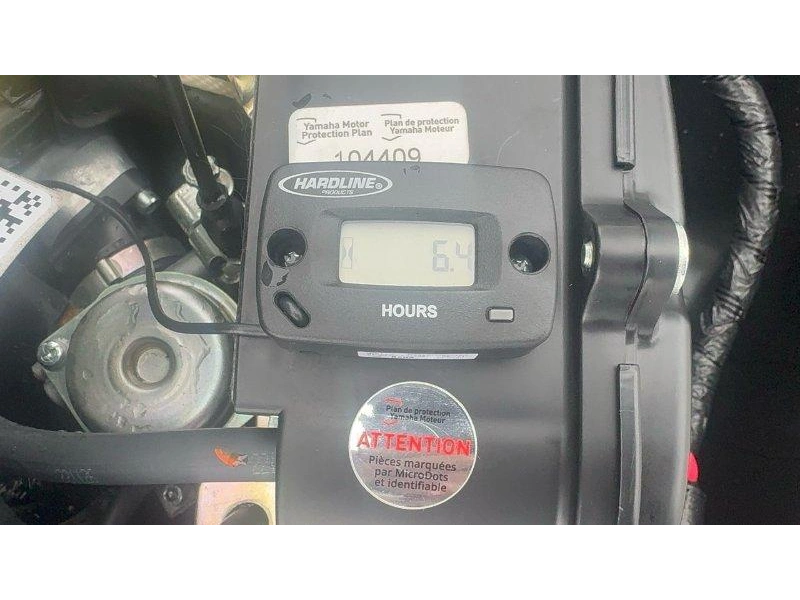 Yamaha Motor
Protection Plan
Plan de protection
Yamaha Moteur
104409
HARDLINE®
PRODUCTS
6.4
HOURS
Plan de protection
Yamaha Moteur
ATTENTION
Pièces marquées
par MicroDots
et identifiable